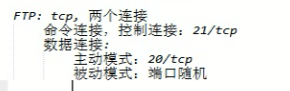 FTP: tcp, 两个连接
命令连接，控制连接：21/tcp
数据连接：
主动模式：20/tcp
被动模式：端口随机